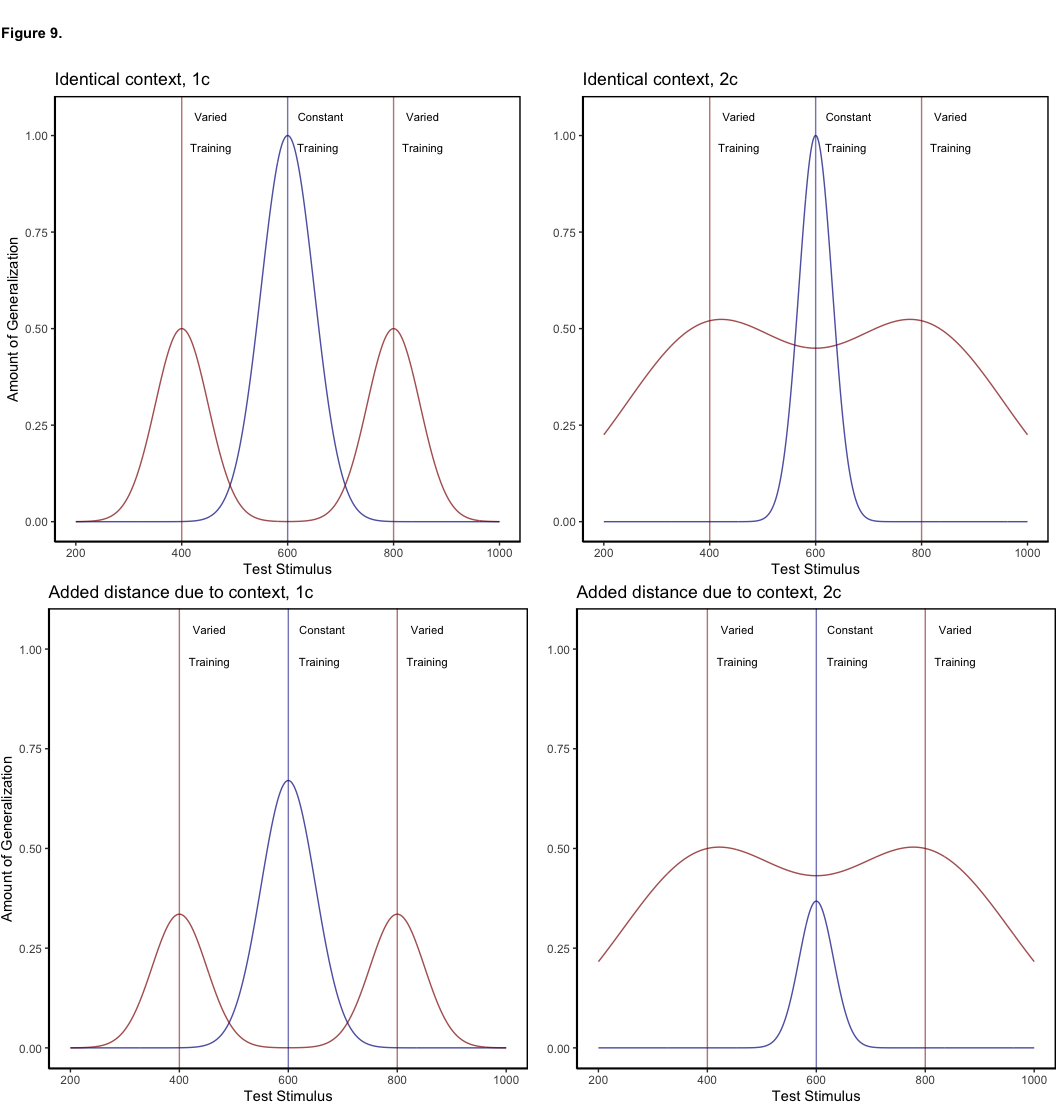 Figure 9.
Identical context, 1c
Varied
Training
Constant
Training
Varied
Training
1.00
0.75
0.50
0.25
0.00
Amount of Generalization
200 400 600 800 1000
Test Stimulus
Identical context, 2c
Varied
Training
Constant
Training
Varied
Training
1.00
0.75
0.50
0.25
0.00
200 400 600 800 1000
Test Stimulus
Added distance due to context, 1c
Varied
Training
Constant
Training
Varied
Training
1.00
0.75
0.50
0.25
0.00
Amount of Generalization
200 400 600 800 1000
Test Stimulus
Added distance due to context, 2c
Varied
Training
Constant
Training
Varied
Training
1.00
0.75
0.50
0.25
0.00
200 400 600 800 1000
Test Stimulus